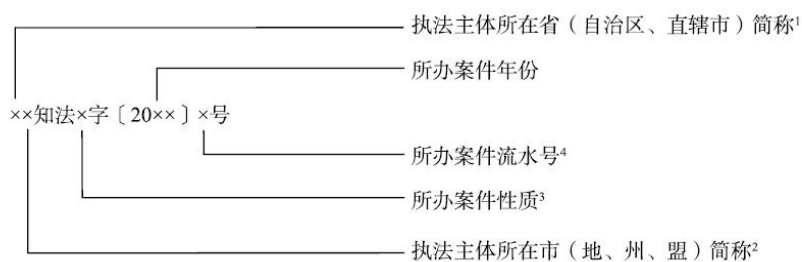 执法主体所在省（自治区、直辖市）简称¹
所办案件年份
××知法×字〔20××〕×号
所办案件流水号⁴
所办案件性质³
执法主体所在市（地、州、盟）简称²